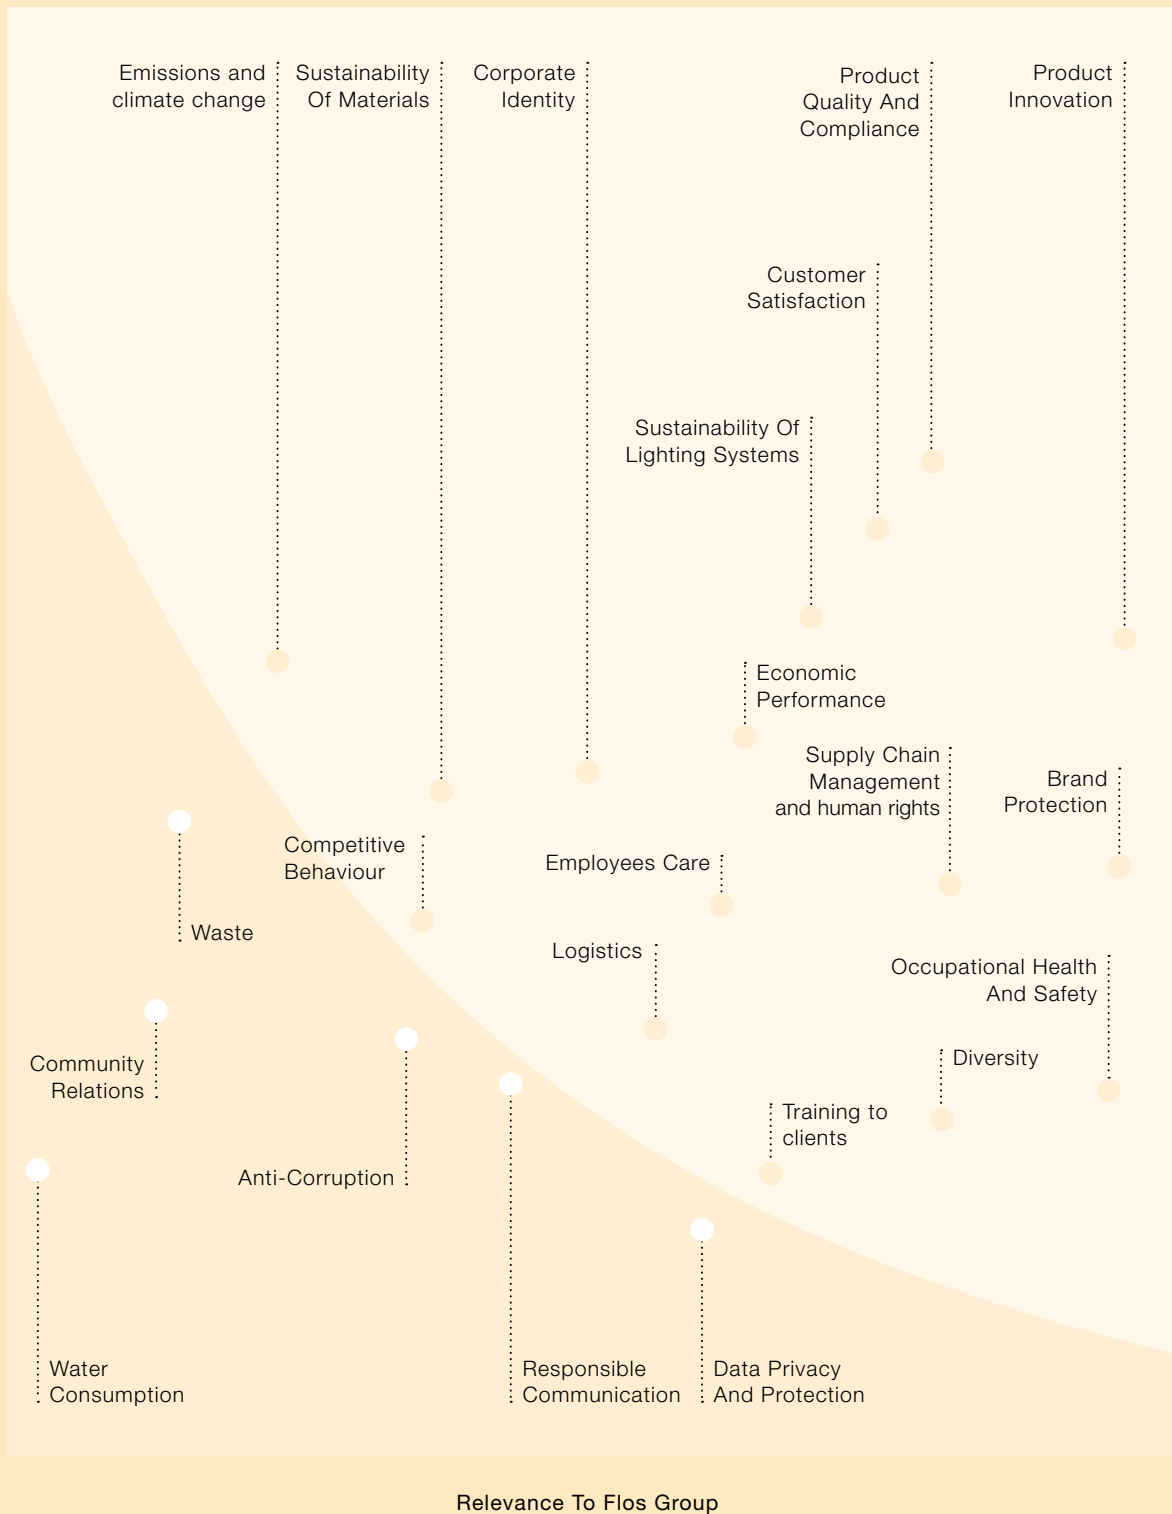 Emissions and
climate change
Sustainability
Of Materials
Corporate
Identity
Product
Quality And
Compliance
Product
Innovation
Customer
Satisfaction
Sustainability Of
Lighting Systems
Economic
Performance
Supply Chain
Management
and human rights
Brand
Protection
Competitive
Behaviour
Employees Care
Waste
Logistics
Occupational Health
And Safety
Community
Relations
Diversity
Training to
clients
Anti-Corruption
Water
Consumption
Responsible
Communication
Data Privacy
And Protection
Relevance To Flos Group